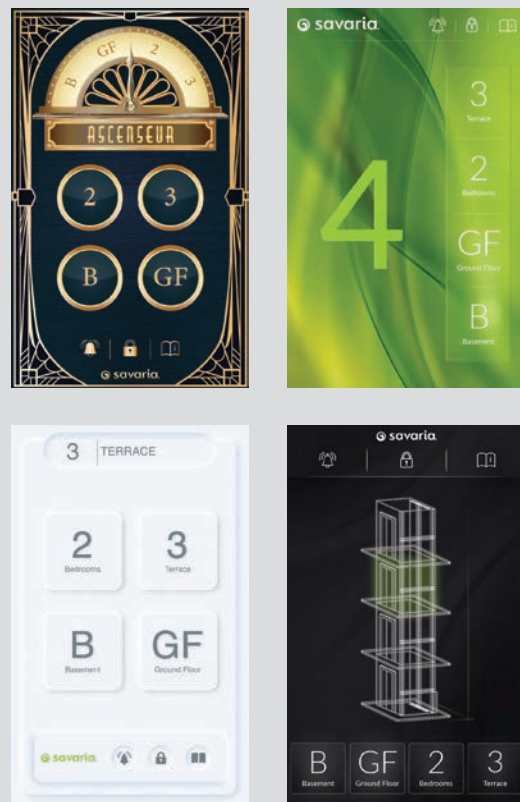 B GF 2 3
ASCENSEUR
2 3
B GF
savaria
savaria
4
3
Terrace
2
Bedrooms
GF
Ground Floor
B
Basement
3 TERRACE
2 3
Bedrooms Terrace
B GF
Basement Ground Floor
savaria
savaria
B GF 2 3
Basement Ground Floor Bedrooms Terrace